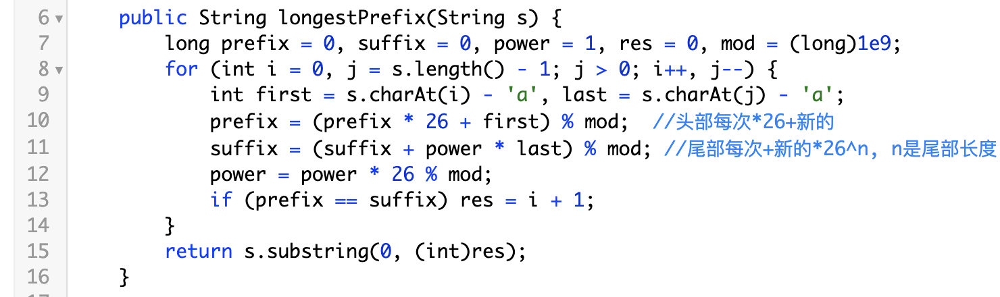 6 public String longestPrefix(String s) {
7 long prefix = 0, suffix = 0, power = 1, res = 0, mod = (long)1e9;
8 for (int i = 0, j = s.length() - 1; j > 0; i++, j--) {
9 int first = s.charAt(i) - 'a', last = s.charAt(j) - 'a';
10 prefix = (prefix * 26 + first) % mod;  //头部每次*26+新的
11 suffix = (suffix + power * last) % mod; //尾部每次+新的*26^n, n是尾部长度
12 power = power * 26 % mod;
13 if (prefix == suffix) res = i + 1;
14 }
15 return s.substring(0, (int)res);
16 }